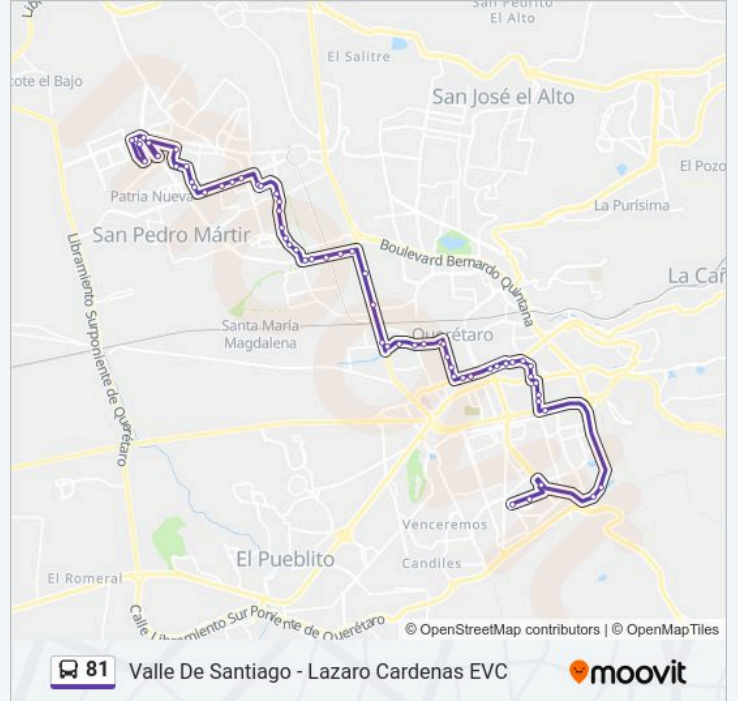 San Pedrito
El Alto
El Salitre
cote el Bajo
San José el Alto
El Pozo
Patria Nueva
La Purísima
San Pedro Mártir
Boulevard Bernardo Quintana
La Cañ
Libramiento Surponiente de Querétaro
Santa María
Magdalena
Querétaro
Venceremos
El Pueblito
Candiles
El Romeral
Calle Libramiento Sur Poniente de Querétaro
© OpenStreetMap contributors | © OpenMapTiles
81 Valle De Santiago - Lazaro Cardenas EVC
moovit